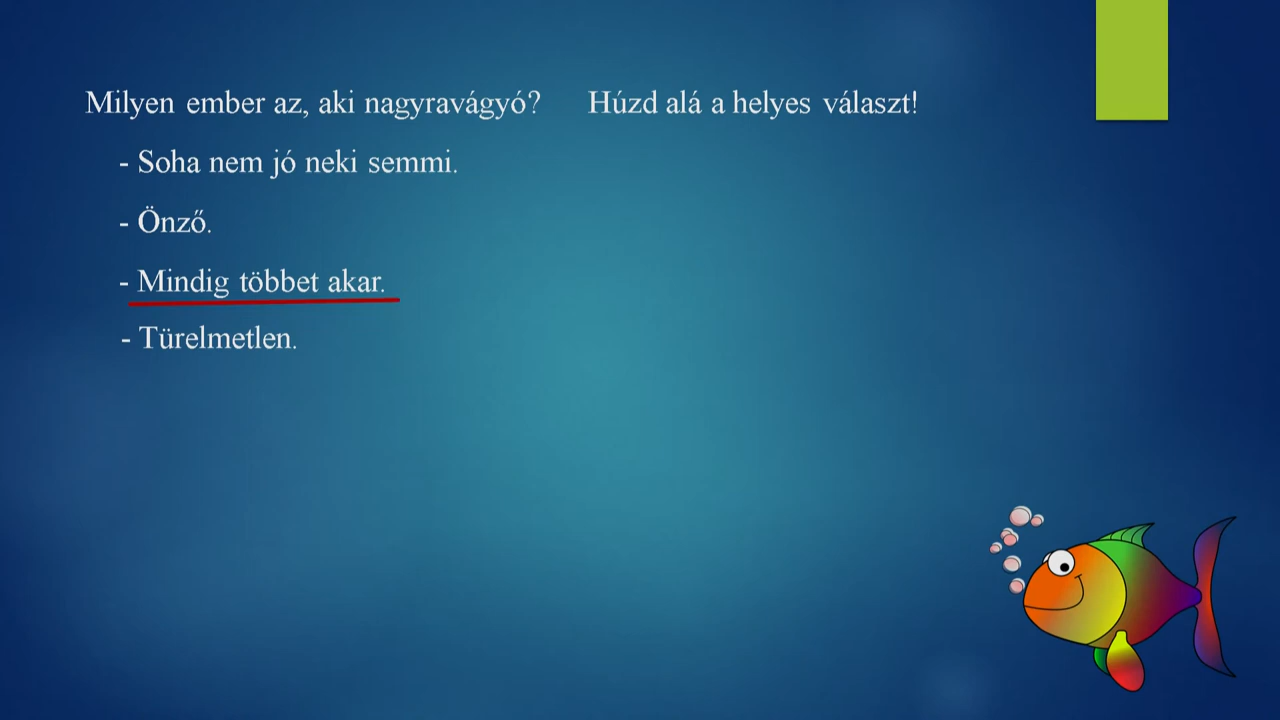 Milyen ember az, aki nagyravágyó? Húzd alá a helyes választ!
- Soha nem jó neki semmi.
- Önző.
- Mindig többet akar.
- Türelmetlen.